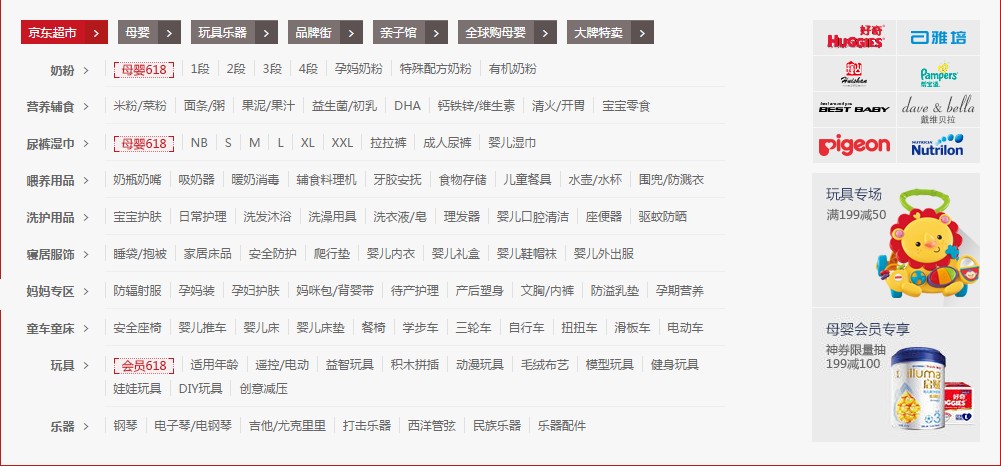 京东超市 > 母婴 > 玩具乐器 > 品牌街 > 亲子馆 > 全球购母婴 > 大牌特卖 >
奶粉 > 母婴618 1段 2段 3段 4段 孕妈奶粉 特殊配方奶粉 有机奶粉
营养辅食 > 米粉/菜粉 面条/粥 果泥/果汁 益生菌/初乳 DHA 钙铁锌/维生素 清火/开胃 宝宝零食
尿裤湿巾 > 母婴618 NB S M L XL XXL 拉拉裤 成人尿裤 婴儿湿巾
喂养用品 > 奶瓶奶嘴 吸奶器 暖奶消毒 辅食料理机 牙胶安抚 食物存储 儿童餐具 水壶/水杯 围兜/防溅衣
洗护用品 > 宝宝护肤 日常护理 洗发沐浴 洗澡用具 洗衣液/皂 理发器 婴儿口腔清洁 座便器 驱蚊防晒
寝居服饰 > 睡袋/抱被 家居床品 安全防护 爬行垫 婴儿内衣 婴儿礼盒 婴儿鞋帽袜 婴儿外出服
妈妈专区 > 防辐射服 孕妈装 孕妇护肤 妈咪包/背婴带 待产护理 产后塑身 文胸/内裤 防溢乳垫 孕期营养
童车童床 > 安全座椅 婴儿推车 婴儿床 婴儿床垫 餐椅 学步车 三轮车 自行车 扭扭车 滑板车 电动车
玩具 > 会员618 适用年龄 遥控/电动 益智玩具 积木拼插 动漫玩具 毛绒布艺 模型玩具 健身玩具
娃娃玩具 DIY玩具 创意减压
乐器 > 钢琴 电子琴/电钢琴 吉他/尤克里里 打击乐器 西洋管弦 民族乐器 乐器配件
好奇
HUGGIES
雅培
Huishan
Pampers
帮宝适
BEST BABY
dave & bella
戴维贝拉
pigeon
NUTRICIA
Nutrilon
玩具专场
满199减50
母婴会员专享
神券限量抽
199减100
illuma
启赋
3
好奇
HUGGIES